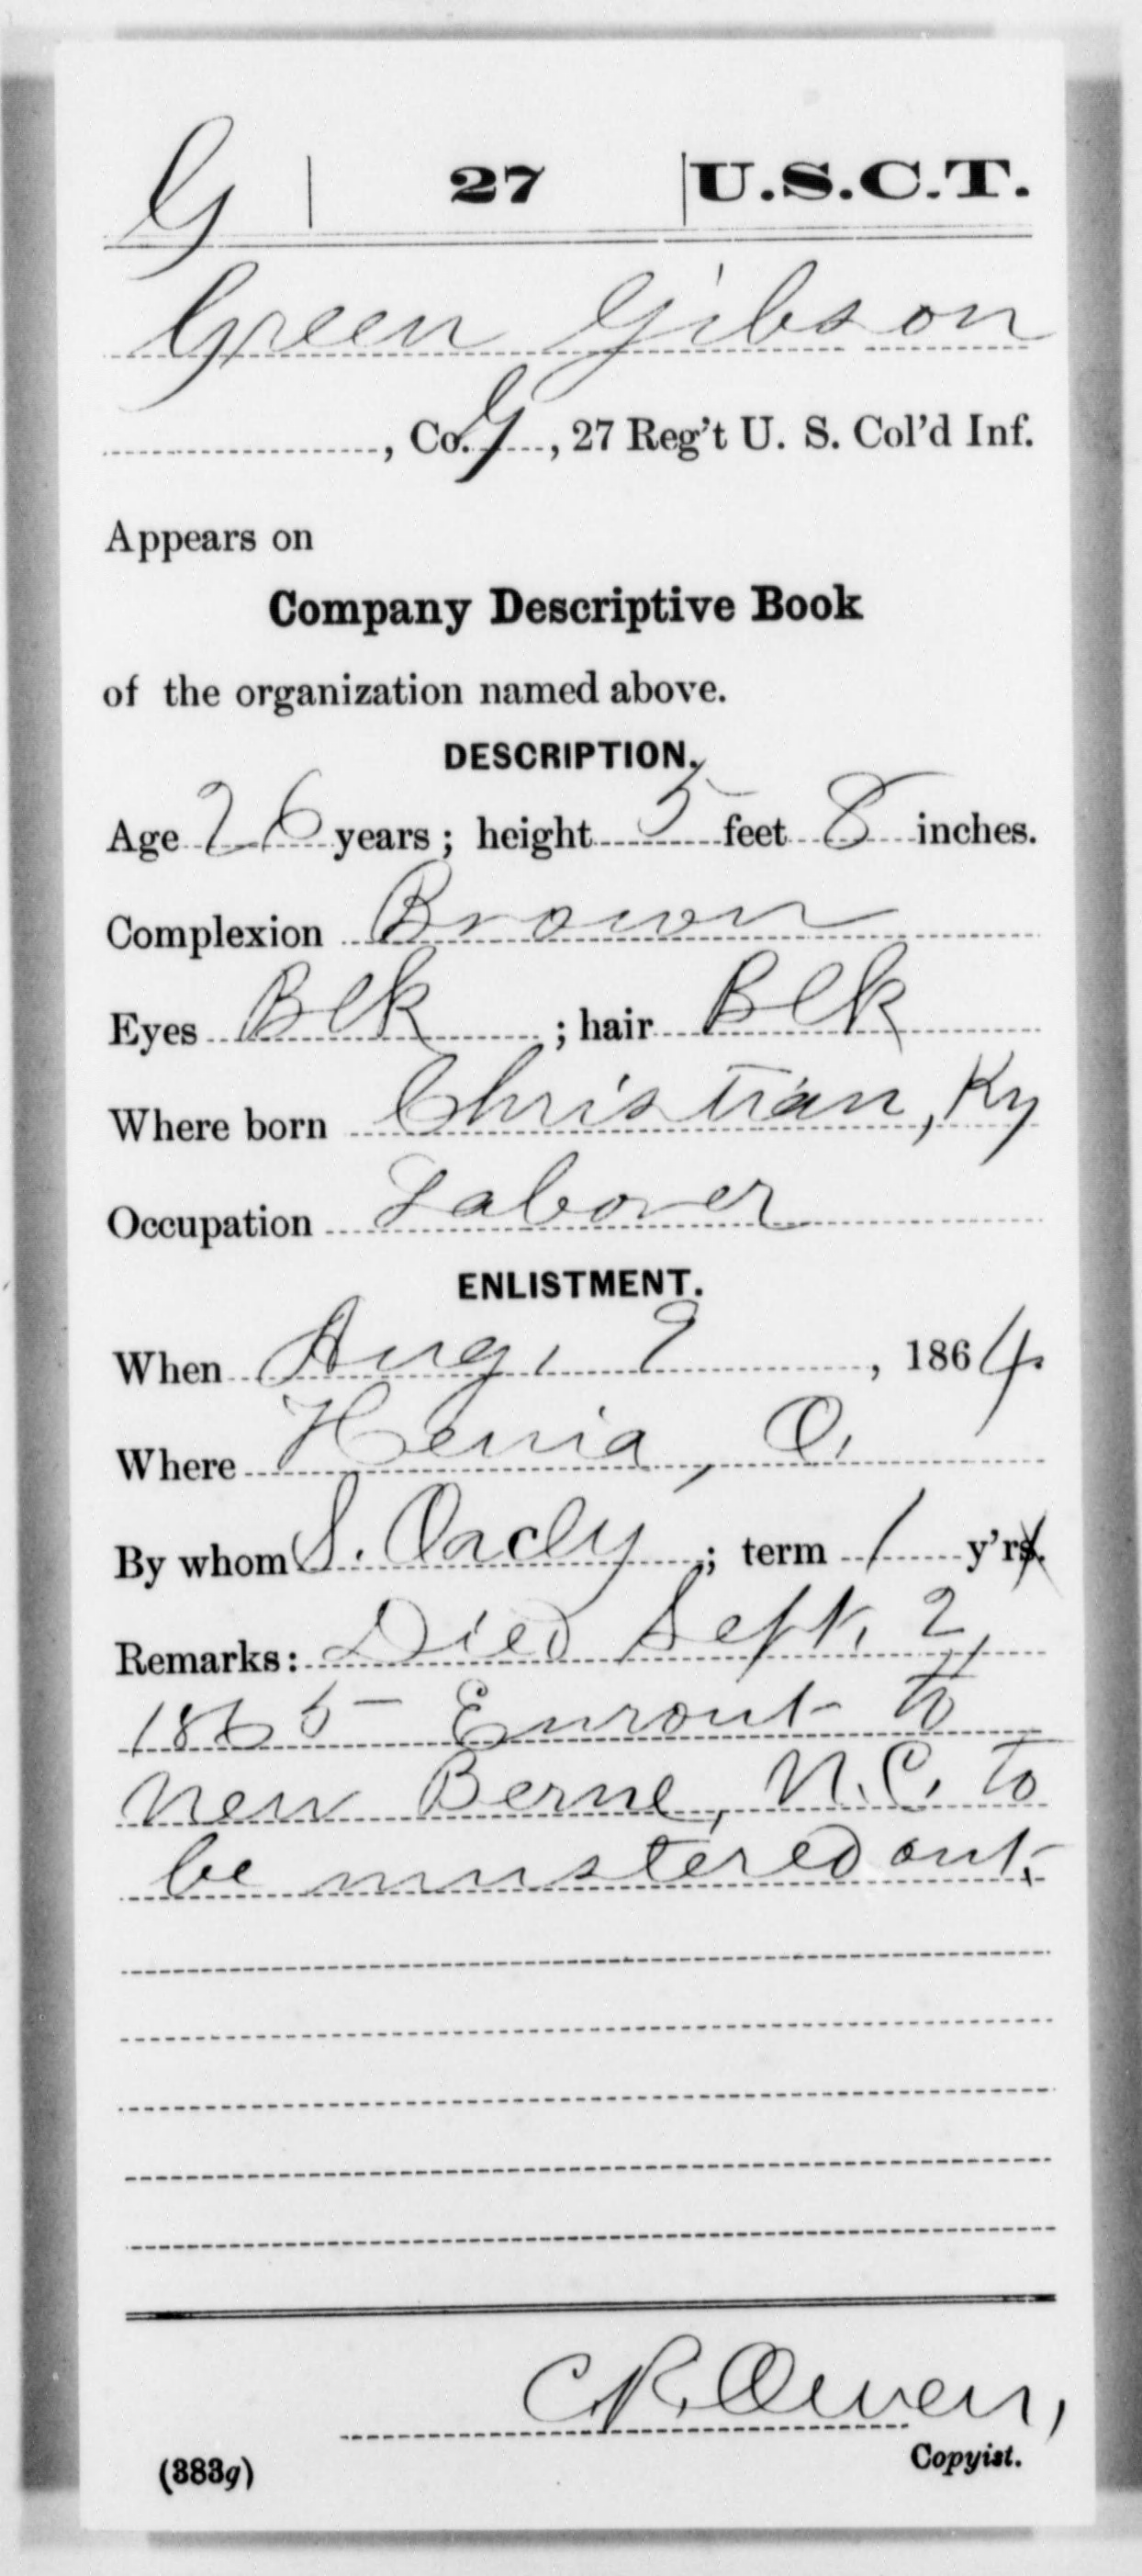 G | 27 | U.S.C.T.
Green Gibson
, Co. G, 27 Reg't U. S. Col'd Inf.
Appears on
Company Descriptive Book
of the organization named above.
DESCRIPTION.
Age 26 years; height 5 feet 8 inches.
Complexion Brown
Eyes Blk ; hair Blk
Where born Christian, Ky
Occupation Laborer
ENLISTMENT.
When Aug. 9, 1864.
Where Xenia, O.
By whom S. ; term 1 y'rs.
Remarks: Died Sept. 2,
1865 Enrout to
New Berne, N.C. to
be mustered out.
C.R. Owen,
Copyist.
(383g)